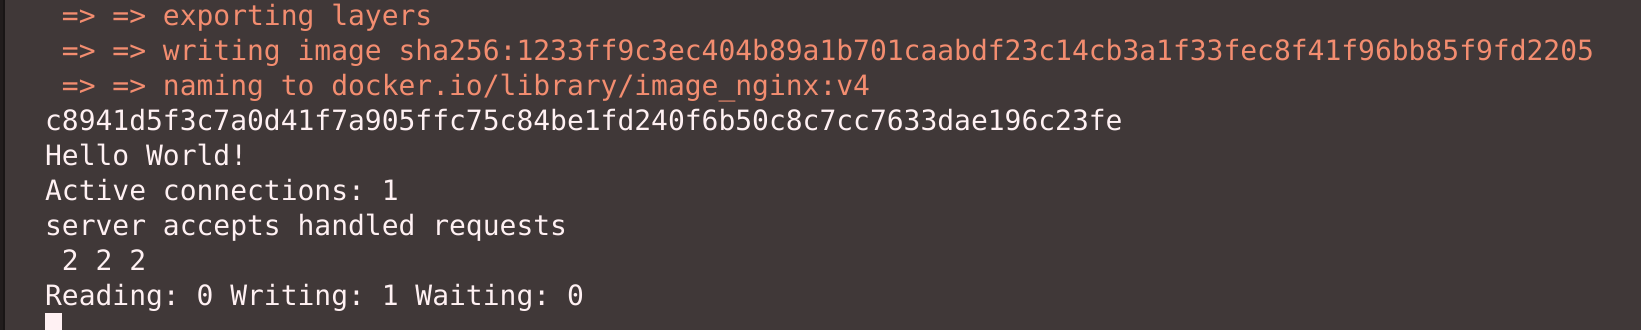 => => exporting layers
=> => writing image sha256:1233ff9c3ec404b89a1b701caabdf23c14cb3a1f33fec8f41f96bb85f9fd2205
=> => naming to docker.io/library/image_nginx:v4
c8941d5f3c7a0d41f7a905ffc75c84be1fd240f6b50c8c7cc7633dae196c23fe
Hello World!
Active connections: 1
server accepts handled requests
2 2 2
Reading: 0 Writing: 1 Waiting: 0